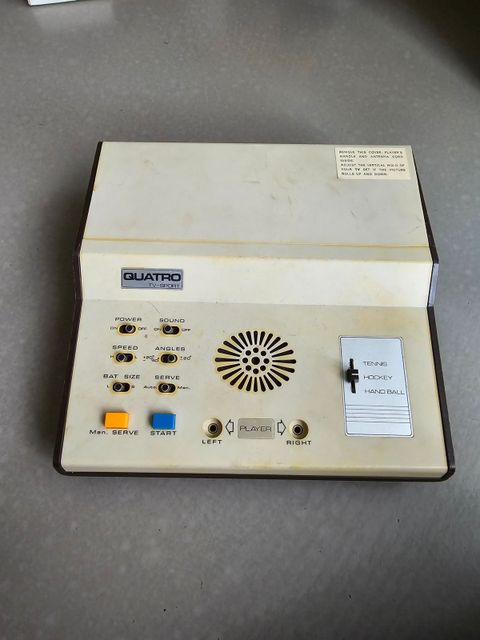 REMOVE THIS COVER; PLAYER'S
HANDLE AND ANTENNA CORD
INSIDE.
ADJUST THE VERTICAL HOLD OF
YOUR TV SET IF THE PICTURE
ROLLS UP AND DOWN.
QUATRO
TV-SPORT
POWER SOUND
ON OFF ON OFF
SPEED ANGLES
H L ±20° ±40°
BAT SIZE SERVE
L S Auto. Man.
Man. SERVE START
LEFT PLAYER RIGHT
TENNIS
HOCKEY
HAND BALL